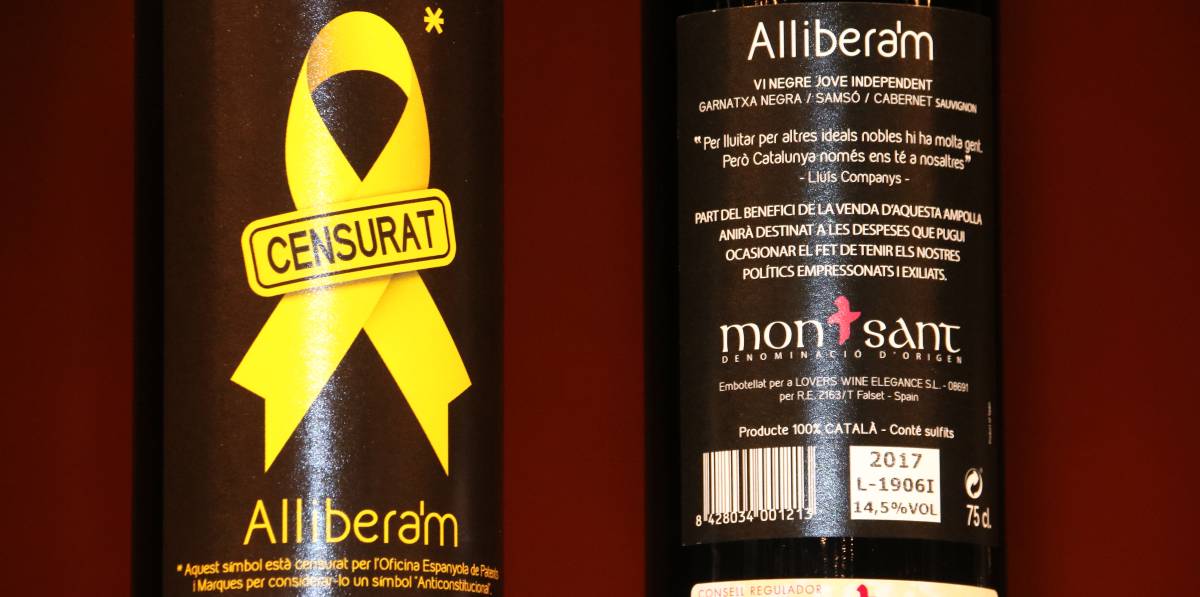 *
CENSURAT
Allibera'm
* Aquest símbol està censurat per l'Oficina Espanyola de Patents
i Marques per considerar-lo un símbol "Anticonstitucional".
Allibera'm
VI NEGRE JOVE INDEPENDENT
GARNATXA NEGRA / SAMSÓ / CABERNET SAUVIGNON
"Per lluitar per altres ideals nobles hi ha molta gent.
Però Catalunya només ens té a nosaltres"
- Lluís Companys -
PART DEL BENEFICI DE LA VENDA D'AQUESTA AMPOLLA
ANIRÀ DESTINAT A LES DESPESES QUE PUGUI
OCASIONAR EL FET DE TENIR ELS NOSTRES
POLÍTICS EMPRESSONATS I EXILIATS.
montsant
DENOMINACIÓ D'ORIGEN
Embotellat per a LOVERS WINE ELEGANCE S.L. - 08691
per R.E. 2163/T Falset - Spain
Producte 100% CATALÀ - Conté sulfits
2017
L-1906I
14,5%VOL
8 428034 001213
75 cl.
CONSELL REGULADOR